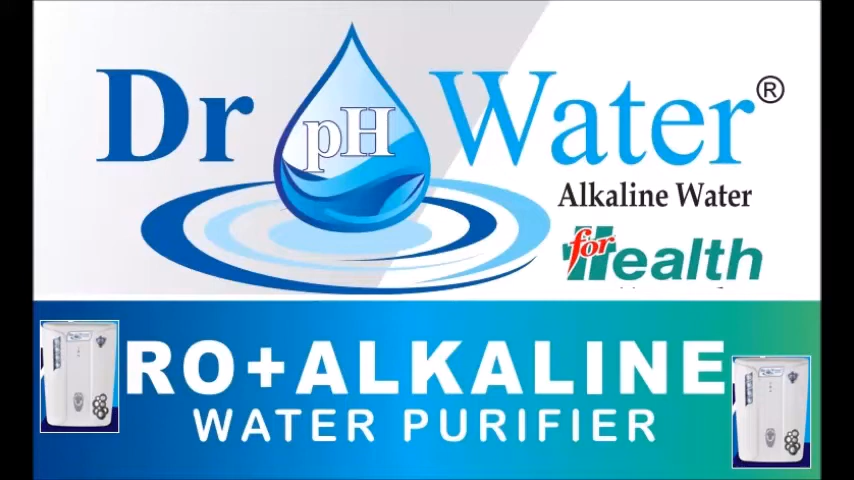 Dr pH Water®
Alkaline Water
for Health
RO+ALKALINE
WATER PURIFIER